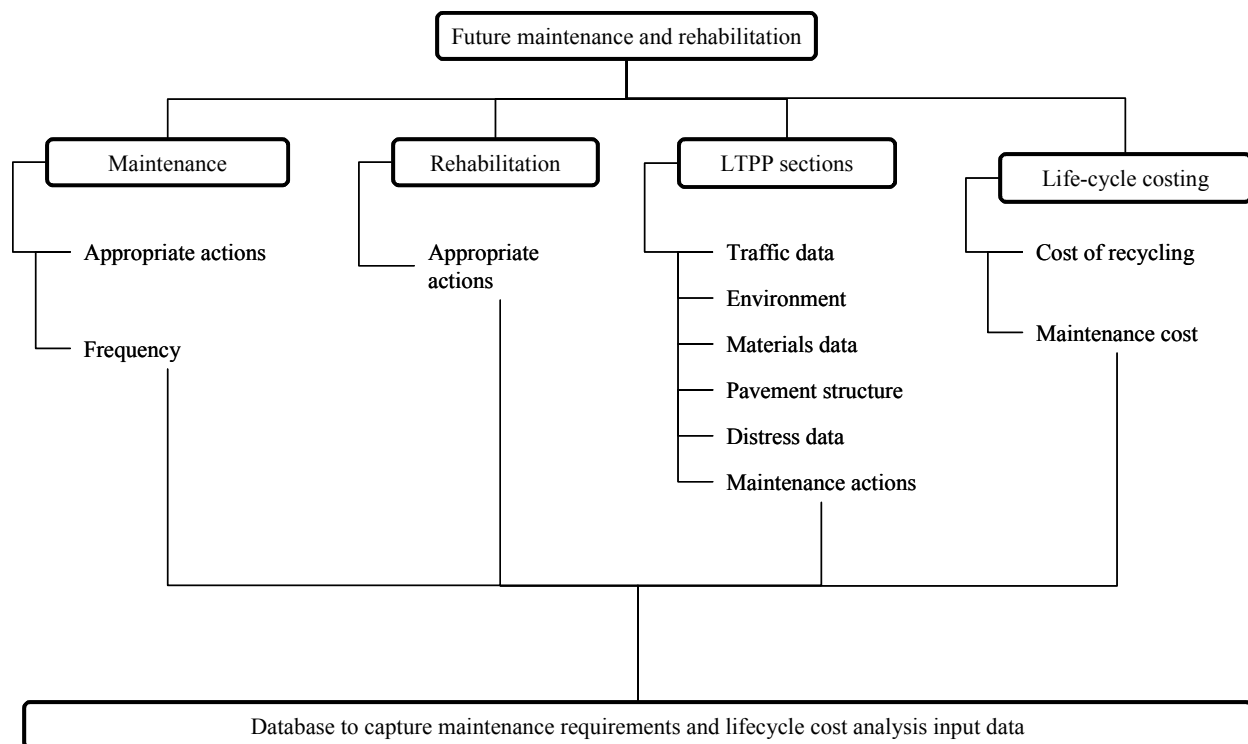 Future maintenance and rehabilitation
Maintenance
Appropriate actions
Frequency
Rehabilitation
Appropriate
actions
LTPP sections
Traffic data
Environment
Materials data
Pavement structure
Distress data
Maintenance actions
Life-cycle costing
Cost of recycling
Maintenance cost
Database to capture maintenance requirements and lifecycle cost analysis input data